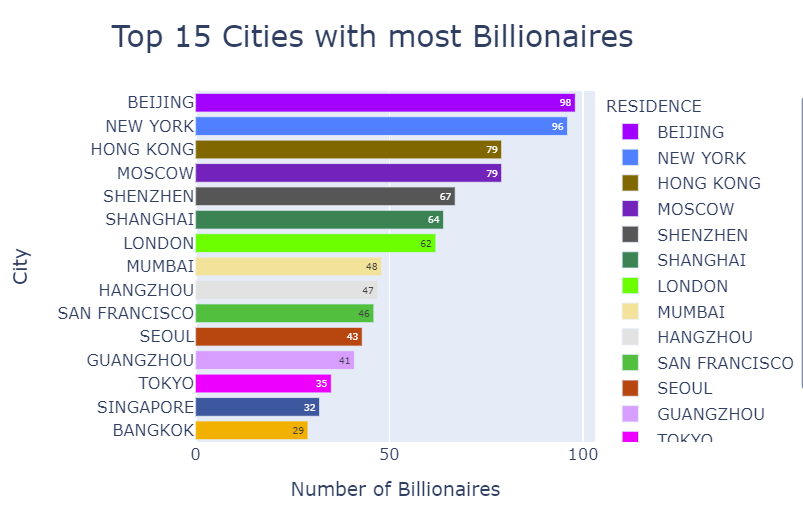 Top 15 Cities with most Billionaires
City
BEIJING 98
NEW YORK 96
HONG KONG 79
MOSCOW 79
SHENZHEN 67
SHANGHAI 64
LONDON 62
MUMBAI 48
HANGZHOU 47
SAN FRANCISCO 46
SEOUL 43
GUANGZHOU 41
TOKYO 35
SINGAPORE 32
BANGKOK 29
0 50 100
Number of Billionaires
RESIDENCE
BEIJING
NEW YORK
HONG KONG
MOSCOW
SHENZHEN
SHANGHAI
LONDON
MUMBAI
HANGZHOU
SAN FRANCISCO
SEOUL
GUANGZHOU
TOKYO